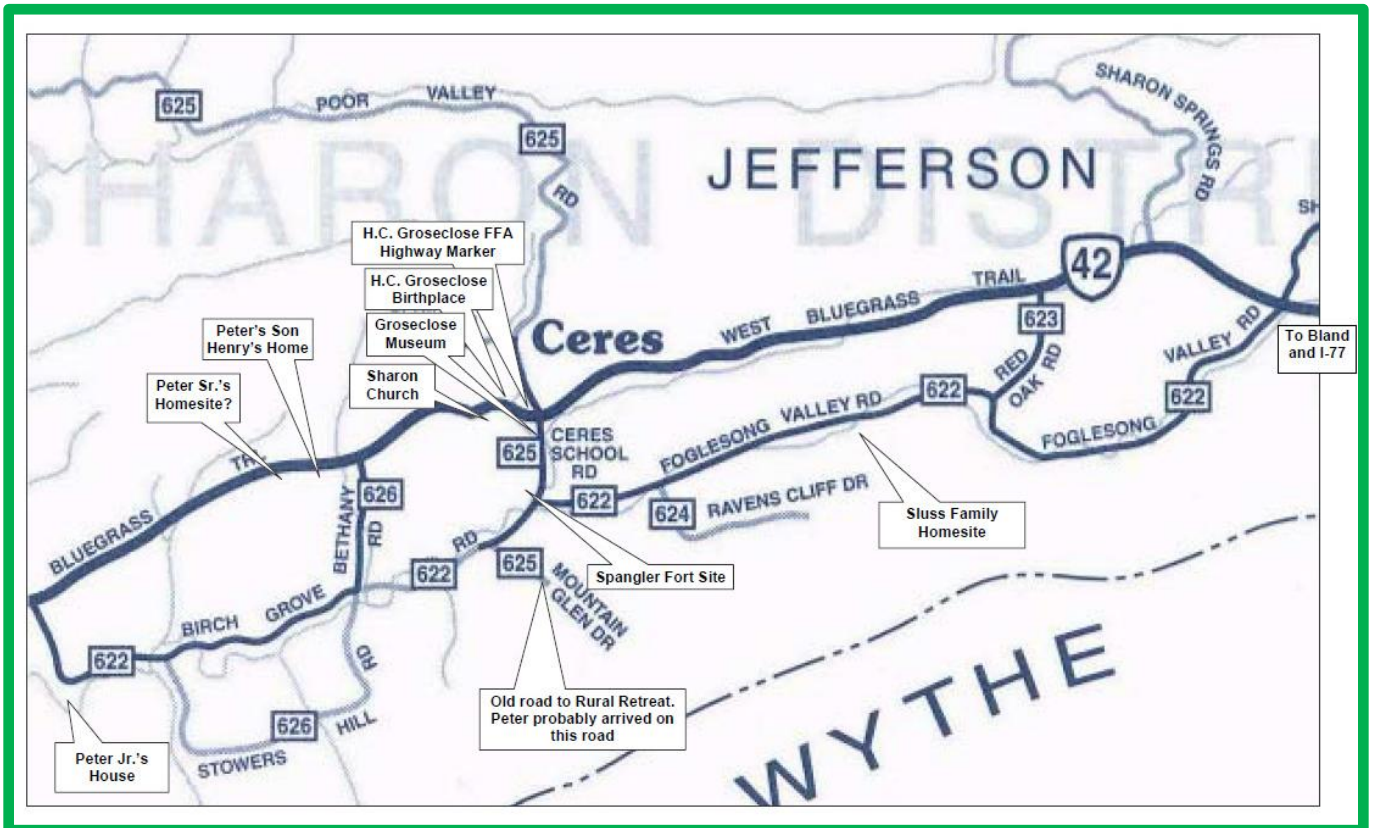 SHARON SPRINGS RD
625
POOR VALLEY
625
RD
SHARON DISTRI
JEFFERSON
SH
H.C. Groseclose FFA
Highway Marker
42
TRAIL
H.C. Groseclose
Birthplace
Groseclose
Museum
Peter's Son
Henry's Home
Ceres
WEST BLUEGRASS
623
To Bland
and I-77
Sharon
Church
Peter Sr.'s
Homesite?
RED
OAK RD
VALLEY RD
622
622
FOGLESONG
FOGLESONG VALLEY RD
CERES
SCHOOL
RD
625
BLUEGRASS TRL
BETHANY
RD
626
622
624
RAVENS CLIFF DR
Sluss Family
Homesite
Spangler Fort Site
RD
622
625
MOUNTAIN
GLEN DR
BIRCH GROVE
622
RD
626
HILL
STOWERS
Old road to Rural Retreat.
Peter probably arrived on
this road
Peter Jr.'s
House
WYTHE